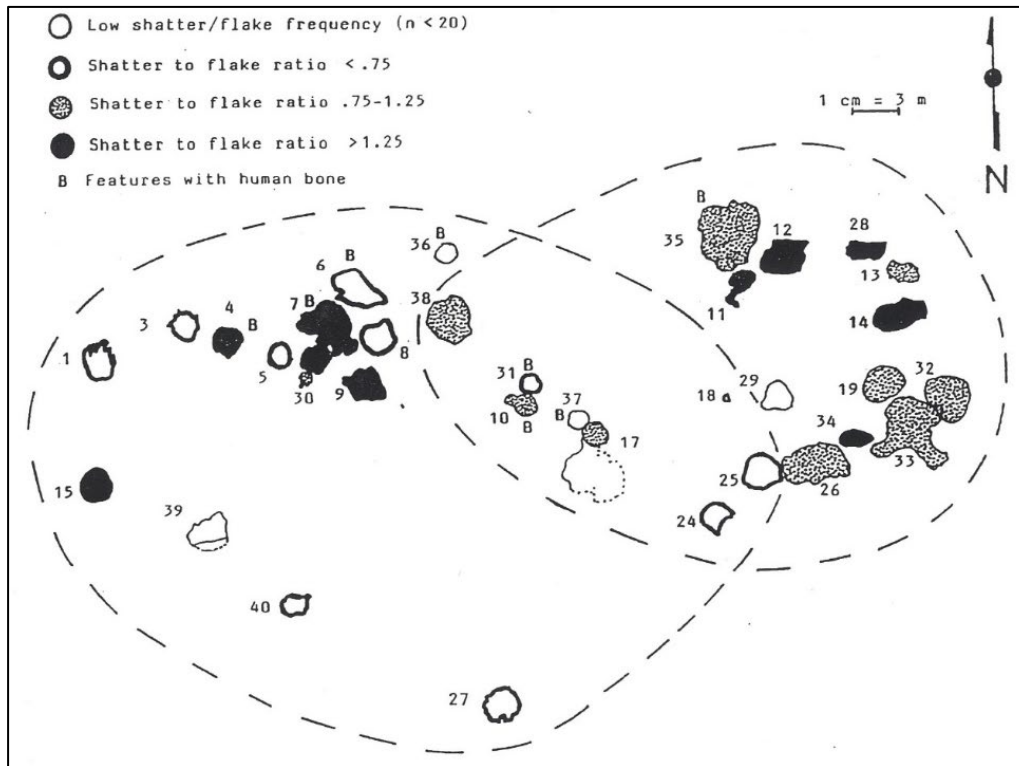 Low shatter/flake frequency (n < 20)
Shatter to flake ratio < .75
Shatter to flake ratio .75-1.25
Shatter to flake ratio >1.25
B Features with human bone
1 cm = 3 m
N
B
35
12
28
13
11
14
36 B
6 B
7 B
4 B
3
38
1
5
8
30
9
31 B
10
B
B 37
17
18
29
19
32
34
33
25
26
24
15
39
40
27